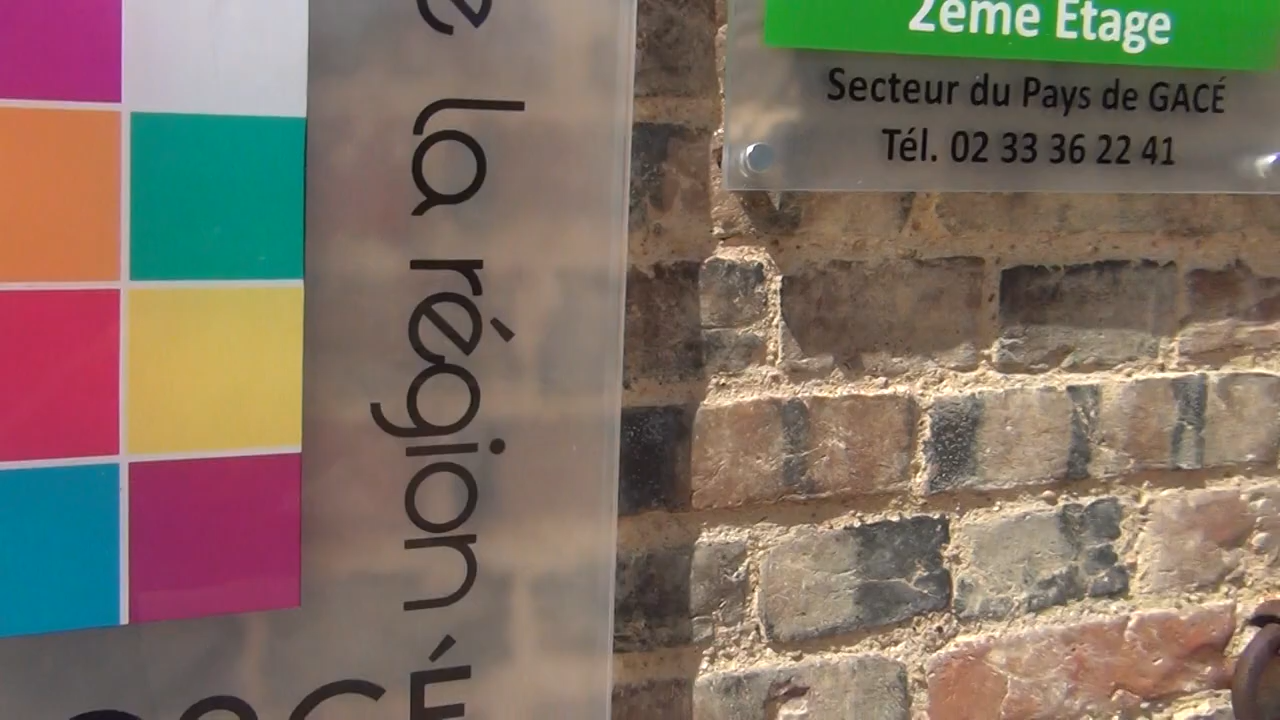 la région
2ème Etage
Secteur du Pays de GACÉ
Tél. 02 33 36 22 41